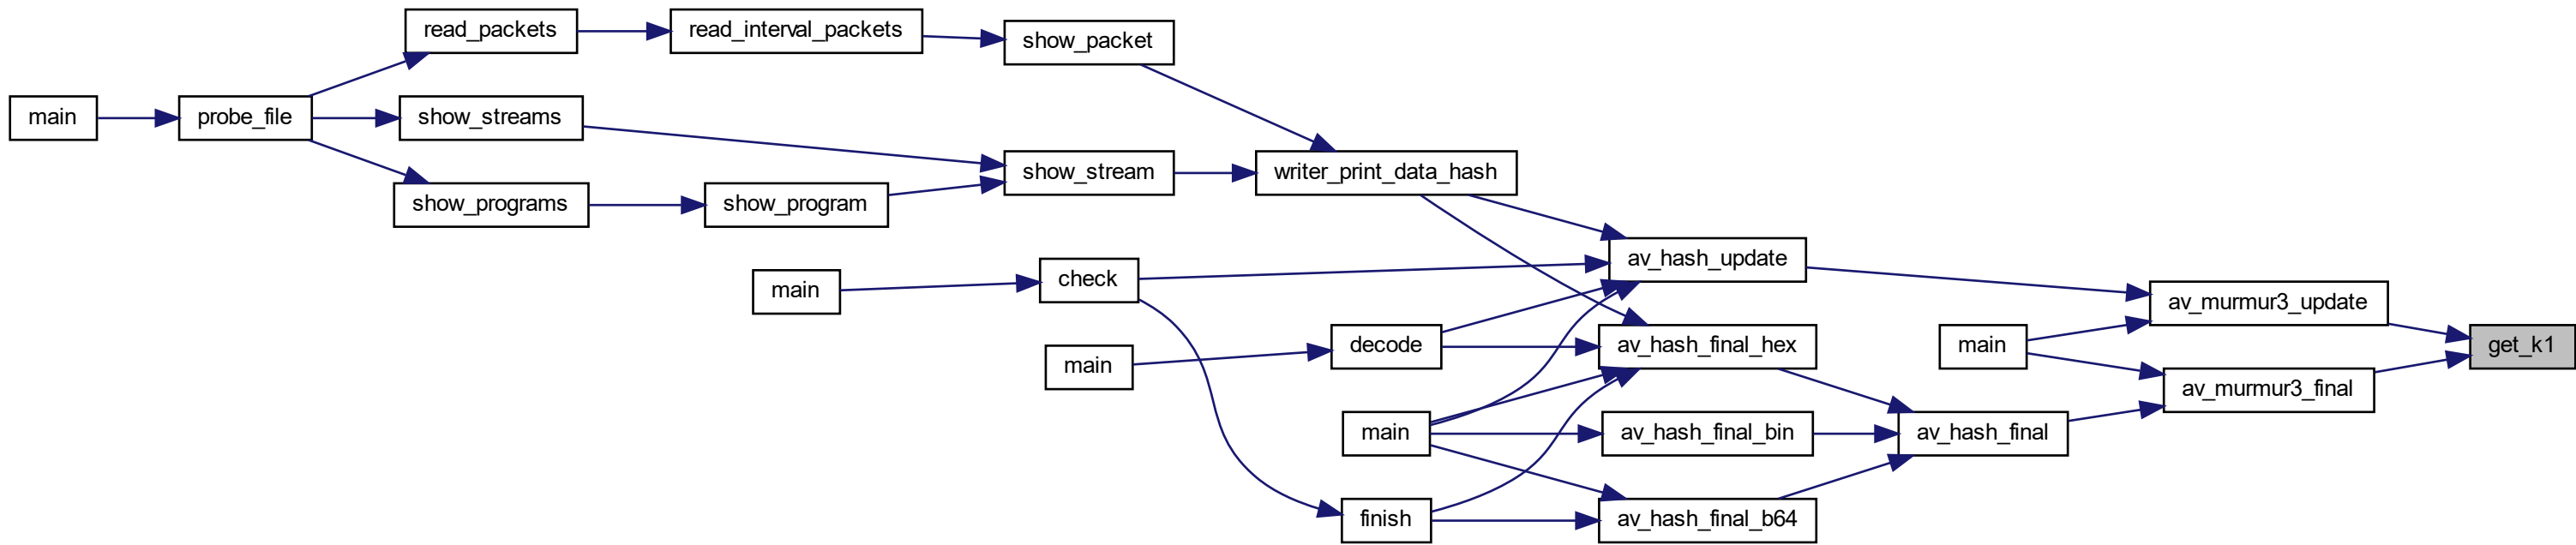 read_packets
read_interval_packets
show_packet
main
probe_file
show_streams
writer_print_data_hash
show_stream
show_programs
show_program
av_hash_update
check
main
av_murmur3_update
main
av_hash_final_hex
decode
get_k1
main
av_murmur3_final
main
av_hash_final_bin
av_hash_final
finish
av_hash_final_b64